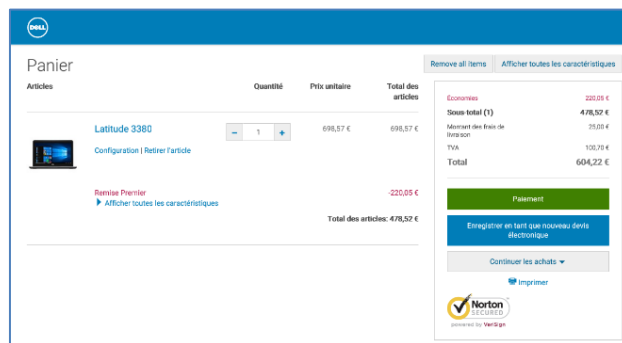 DELL
Panier
Remove all items
Afficher toutes les caractéristiques
Articles
Quantité
Prix unitaire
Total des
articles
Latitude 3380
- 1 +
698,57 €
698,57 €
Configuration | Retirer l'article
Remise Premier
-220,05 €
Afficher toutes les caractéristiques
Total des articles: 478,52 €
Économies
220,05 €
Sous-total (1)
478,52 €
Montant des frais de
livraison
25,00 €
TVA
100,70 €
Total
604,22 €
Paiement
Enregistrer en tant que nouveau devis
électronique
Continuer les achats
Imprimer
Norton
SECURED
powered by VeriSign